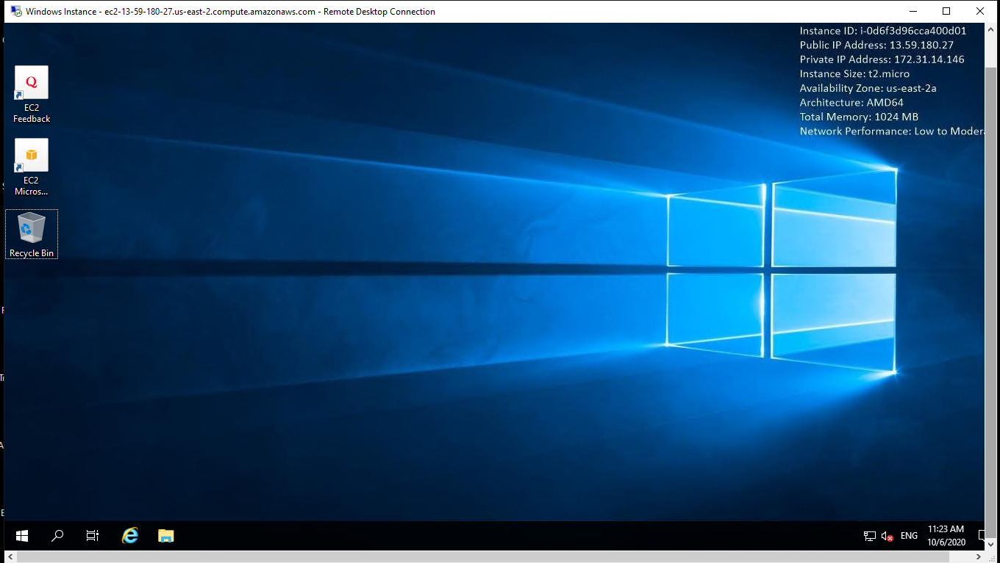 Windows Instance - ec2-13-59-180-27.us-east-2.compute.amazonaws.com - Remote Desktop Connection
Instance ID: i-0d6f3d96cca400d01
Public IP Address: 13.59.180.27
Private IP Address: 172.31.14.146
Instance Size: t2.micro
Availability Zone: us-east-2a
Architecture: AMD64
Total Memory: 1024 MB
Network Performance: Low to Modera
Q
EC2
Feedback
EC2
Micros...
Recycle Bin
ENG
11:23 AM
10/6/2020